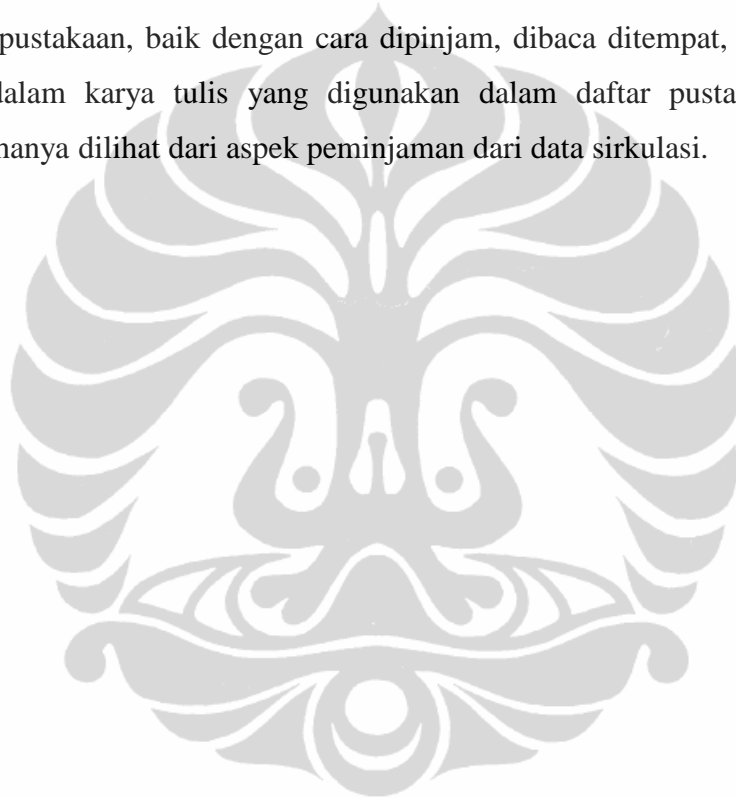 pustakaan, baik dengan cara dipinjam, dibaca ditempat,
dalam karya tulis yang digunakan dalam daftar pusta
hanya dilihat dari aspek peminjaman dari data sirkulasi.